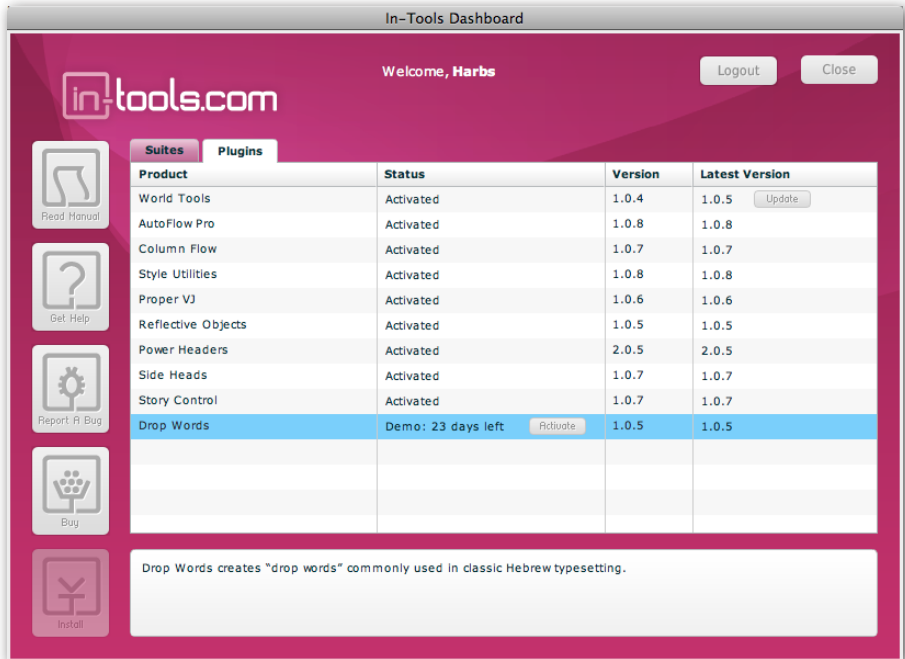 In-Tools Dashboard
in-tools.com
Welcome, Harbs
Logout
Close
Suites
Plugins
Product Status Version Latest Version
World Tools Activated 1.0.4 1.0.5 Update
AutoFlow Pro Activated 1.0.8 1.0.8
Column Flow Activated 1.0.7 1.0.7
Style Utilities Activated 1.0.8 1.0.8
Proper VJ Activated 1.0.6 1.0.6
Reflective Objects Activated 1.0.5 1.0.5
Power Headers Activated 2.0.5 2.0.5
Side Heads Activated 1.0.7 1.0.7
Story Control Activated 1.0.7 1.0.7
Drop Words Demo: 23 days left Activate 1.0.5 1.0.5
Read Manual
Get Help
Report A Bug
Buy
Install
Drop Words creates “drop words” commonly used in classic Hebrew typesetting.